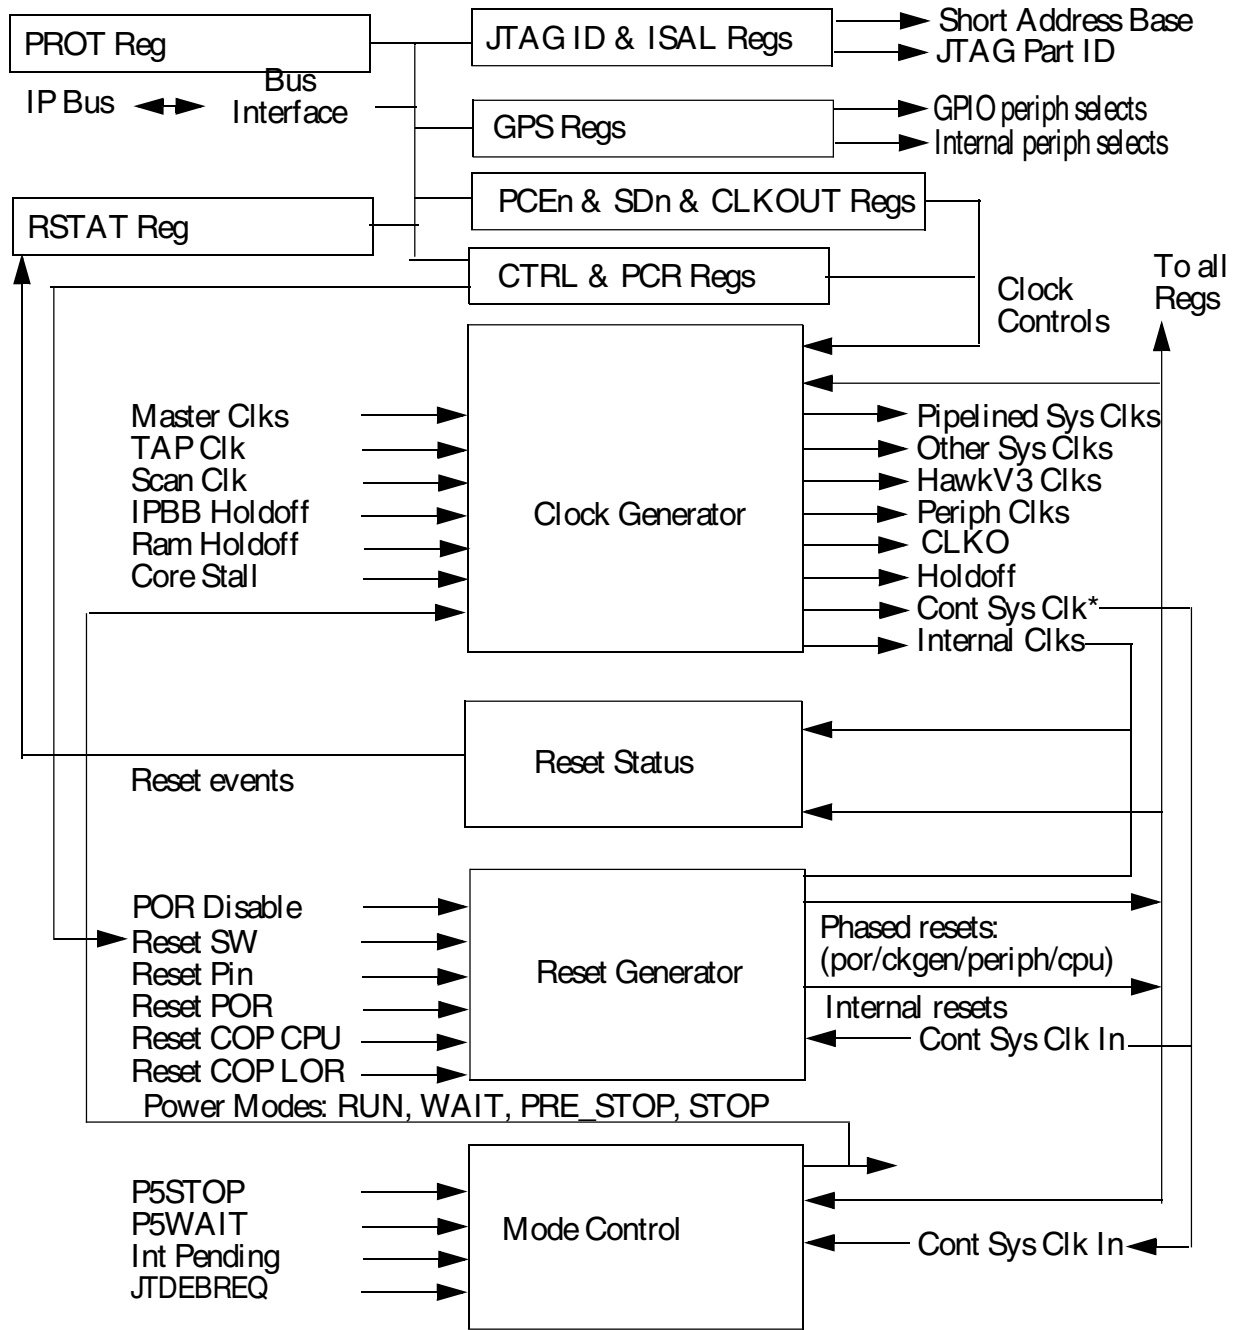 PROT Reg
JTAG ID & ISAL Regs
Short Address Base
JTAG Part ID
IP Bus
Bus
Interface
GPS Regs
GPIO periph selects
Internal periph selects
PCEn & SDn & CLKOUT Regs
RSTAT Reg
CTRL & PCR Regs
Clock
Controls
To all
Regs
Master Clks
TAP Clk
Scan Clk
IPBB Holdoff
Ram Holdoff
Core Stall
Clock Generator
Pipelined Sys Clks
Other Sys Clks
HawkV3 Clks
Periph Clks
CLKO
Holdoff
Cont Sys Clk*
Internal Clks
Reset Status
Reset events
POR Disable
Reset SW
Reset Pin
Reset POR
Reset COP CPU
Reset COP LOR
Reset Generator
Phased resets:
(por/ckgen/periph/cpu)
Internal resets
Cont Sys Clk In
Power Modes: RUN, WAIT, PRE_STOP, STOP
P5STOP
P5WAIT
Int Pending
JTDEBREQ
Mode Control
Cont Sys Clk In